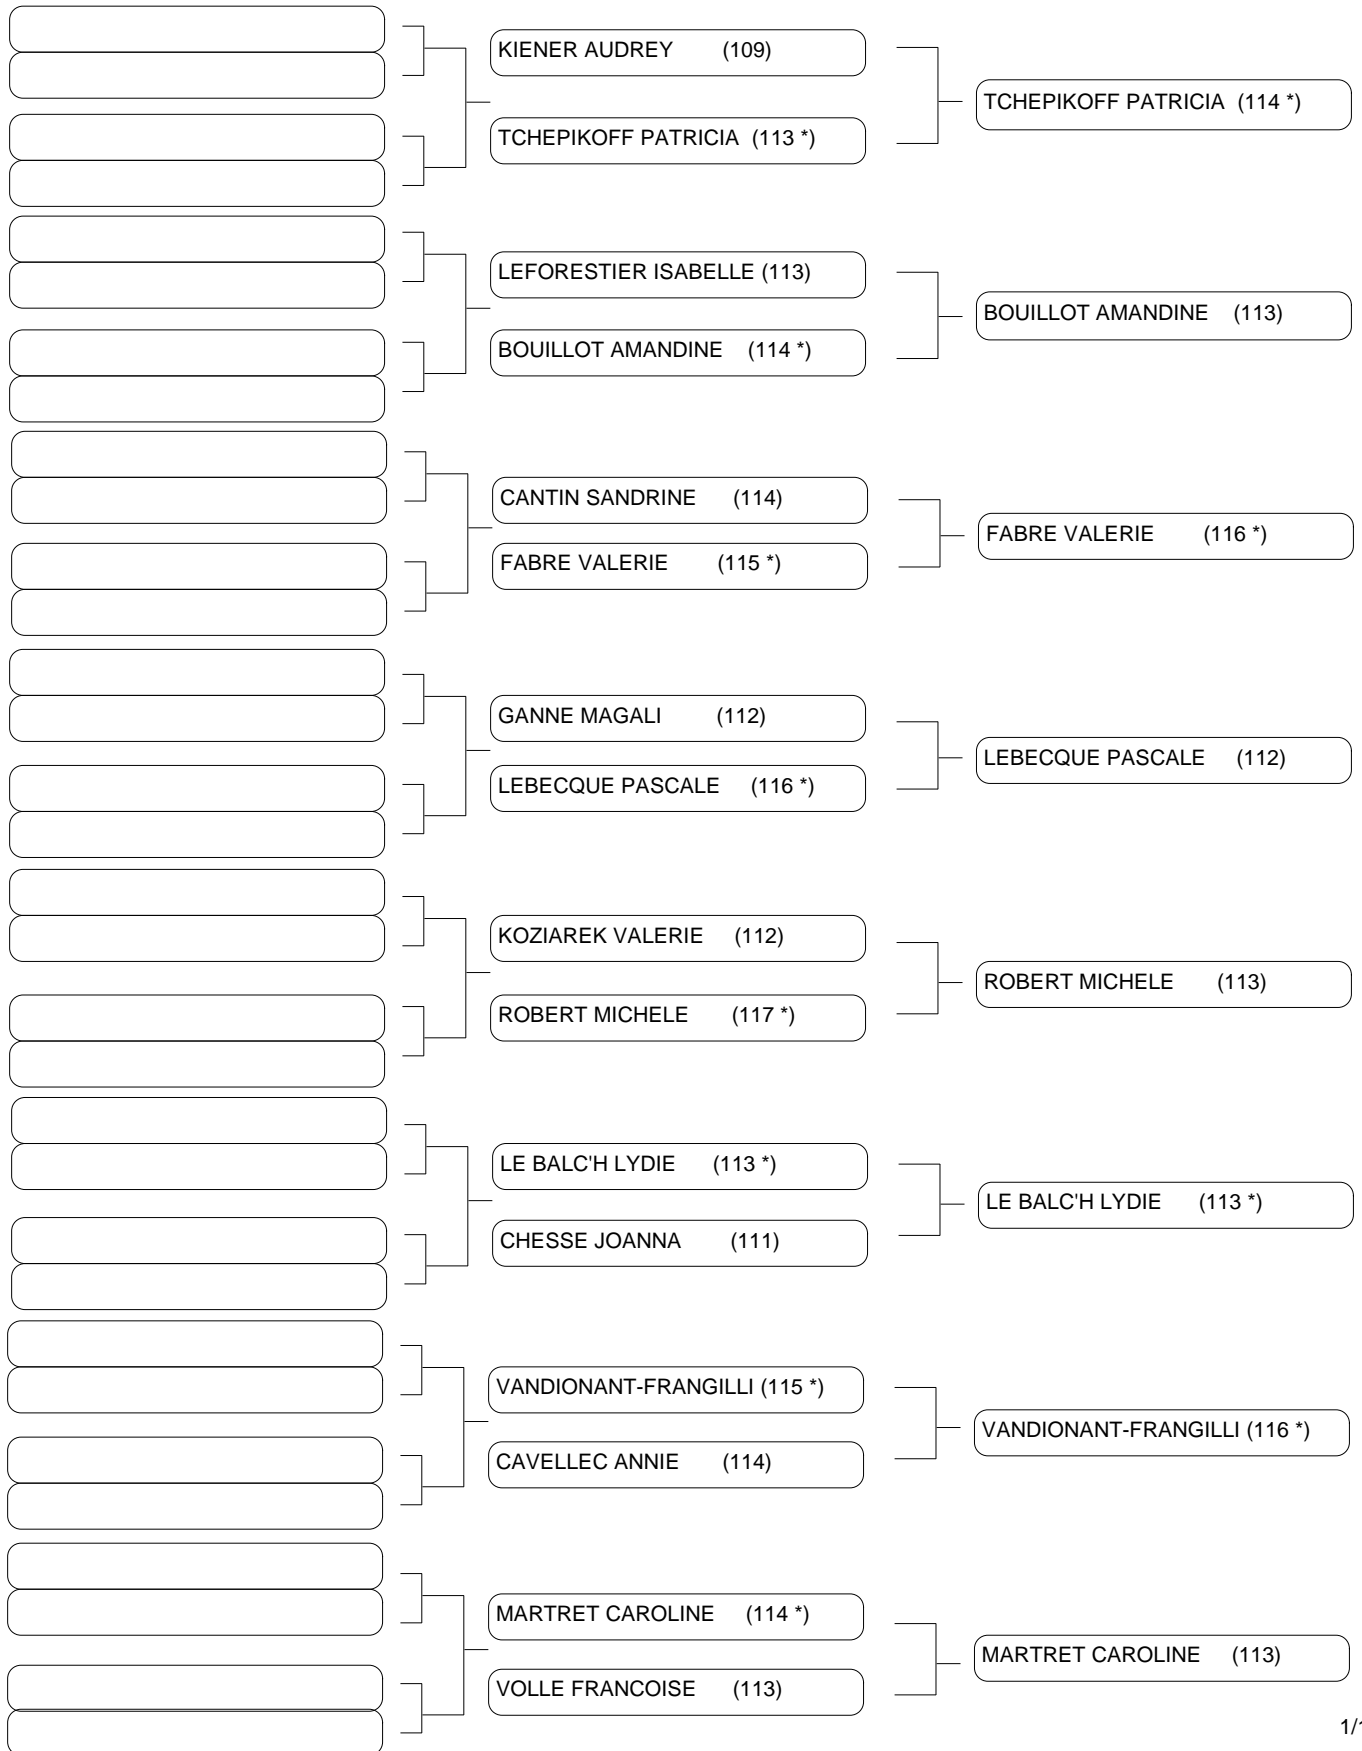 KIENER AUDREY (109)
TCHEPIKOFF PATRICIA (113 *)
TCHEPIKOFF PATRICIA (114 *)
LEFORESTIER ISABELLE (113)
BOUILLOT AMANDINE (114 *)
BOUILLOT AMANDINE (113)
CANTIN SANDRINE (114)
FABRE VALERIE (115 *)
FABRE VALERIE (116 *)
GANNE MAGALI (112)
LEBECQUE PASCALE (116 *)
LEBECQUE PASCALE (112)
KOZIAREK VALERIE (112)
ROBERT MICHELE (117 *)
ROBERT MICHELE (113)
LE BALC'H LYDIE (113 *)
CHESSE JOANNA (111)
LE BALC'H LYDIE (113 *)
VANDIONANT-FRANGILLI (115 *)
CAVELLEC ANNIE (114)
VANDIONANT-FRANGILLI (116 *)
MARTRET CAROLINE (114 *)
VOLLE FRANCOISE (113)
MARTRET CAROLINE (113)